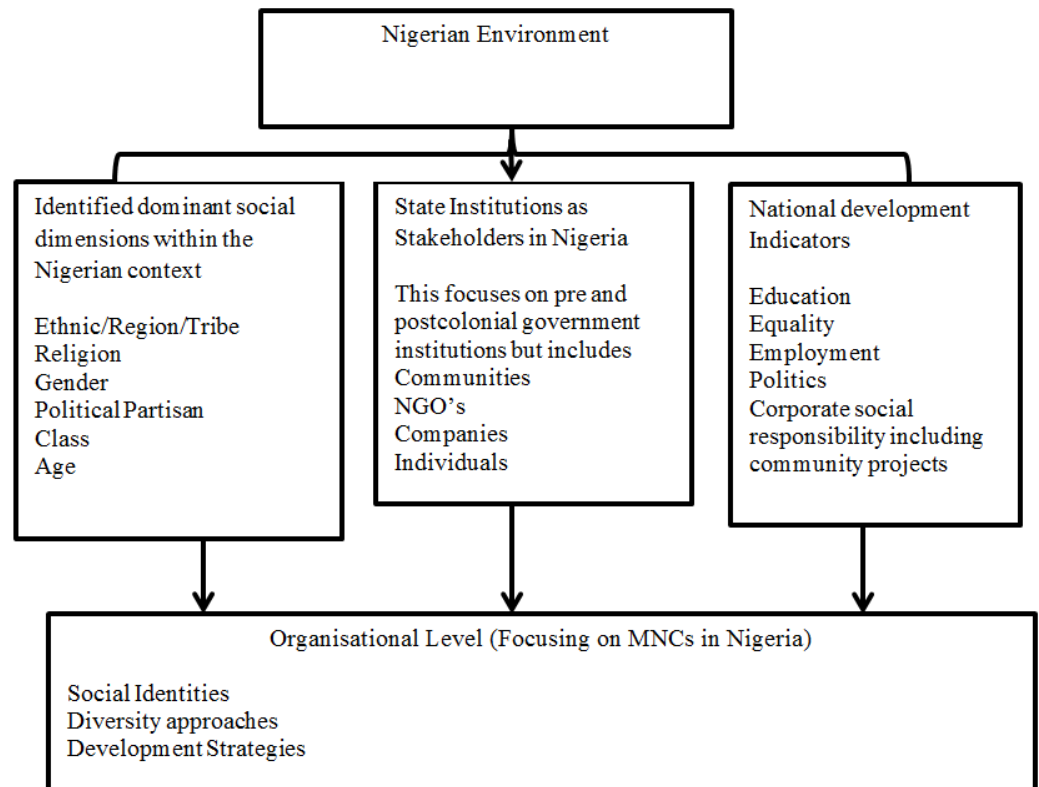 Nigerian Environment
Identified dominant social
dimensions within the
Nigerian context
Ethnic/Region/Tribe
Religion
Gender
Political Partisan
Class
Age
State Institutions as
Stakeholders in Nigeria
This focuses on pre and
postcolonial government
institutions but includes
Communities
NGO's
Companies
Individuals
National development
Indicators
Education
Equality
Employment
Politics
Corporate social
responsibility including
community projects
Organisational Level (Focusing on MNCs in Nigeria)
Social Identities
Diversity approaches
Development Strategies